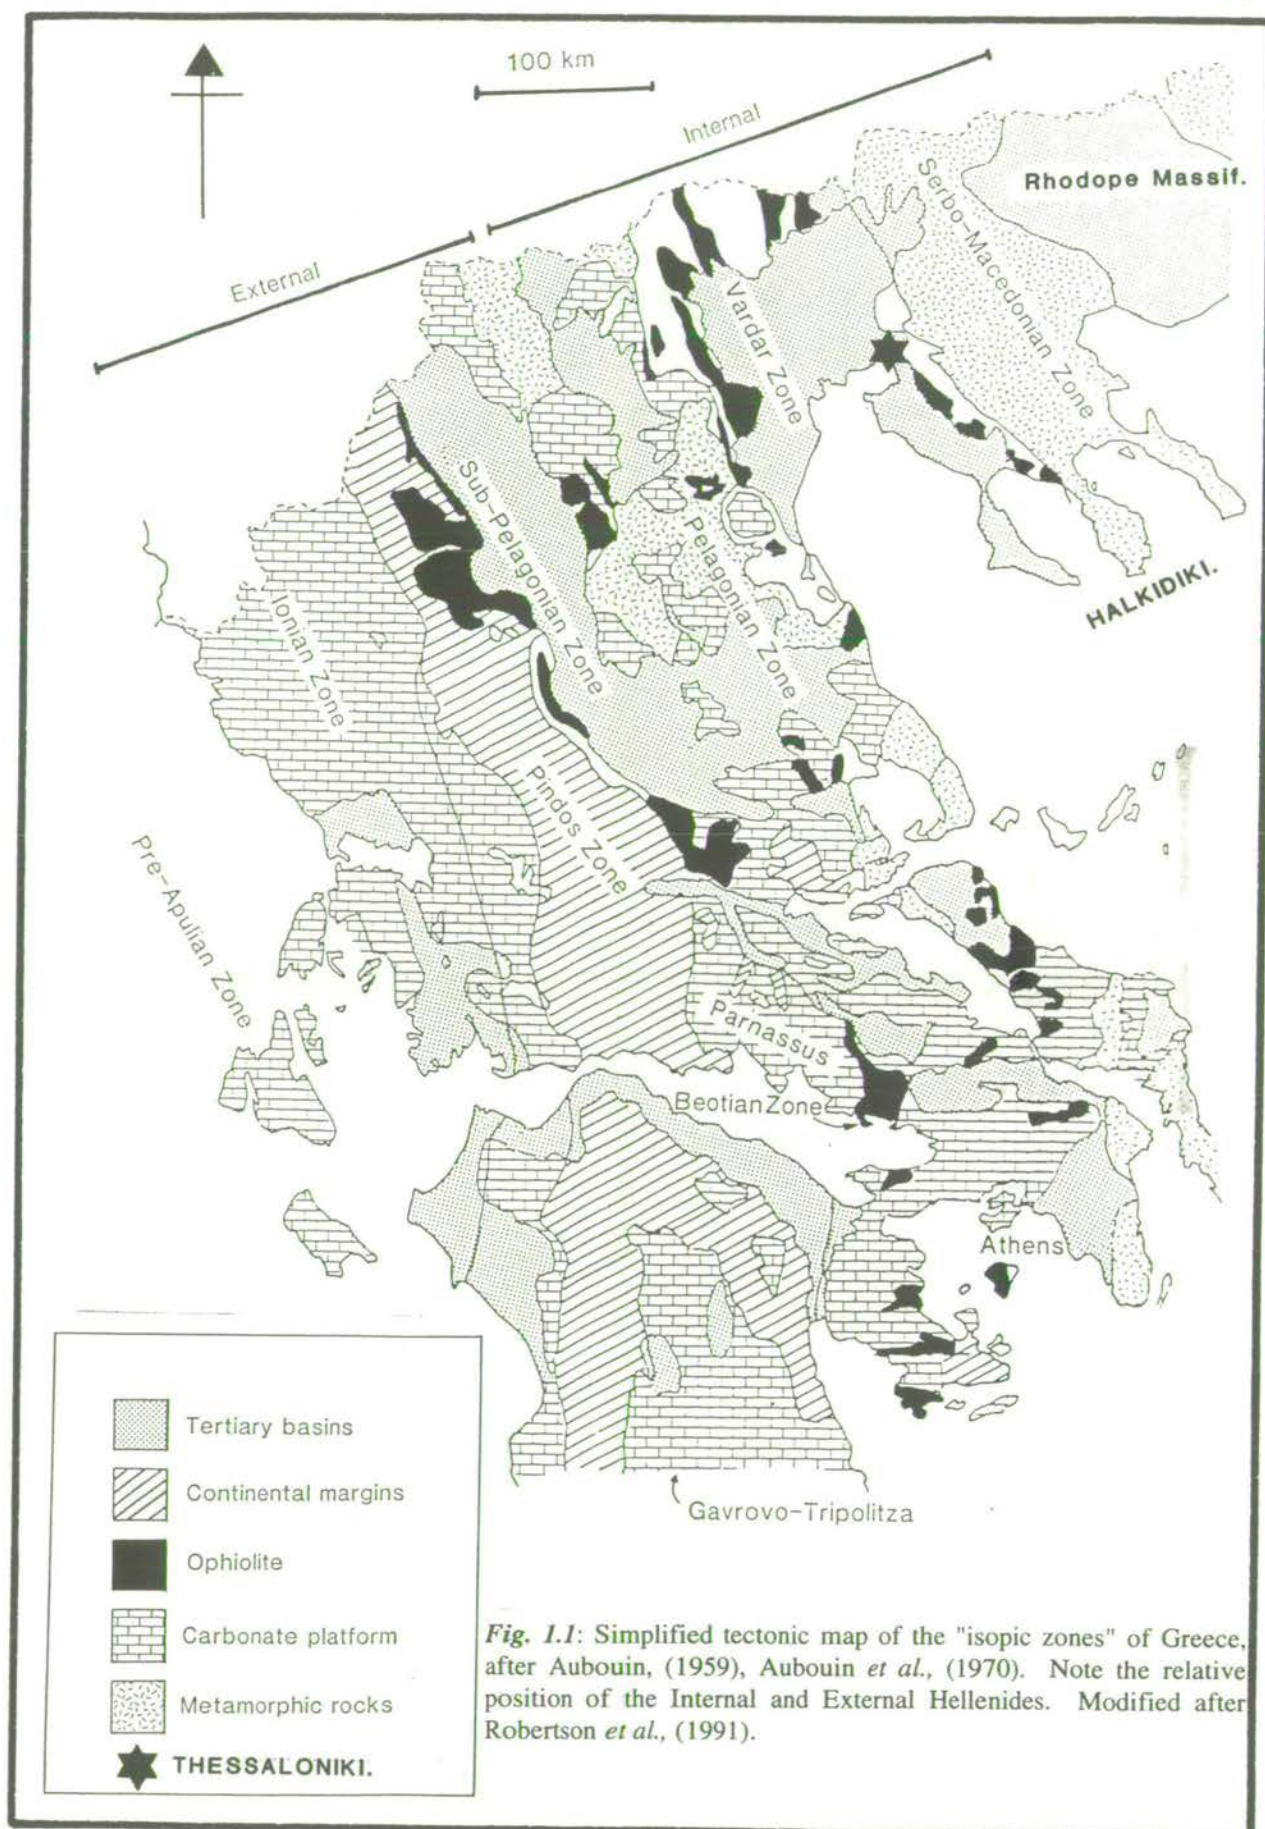 100 km
Internal
External
Rhodope Massif.
Serbo-Macedonian Zone
Vardar Zone
Sub-Pelagonian Zone
Pelagonian Zone
HALKIDIKI.
Ionian Zone
Pindos Zone
Pre-Apulian Zone
Parnassus
Beotian Zone
Athens
Gavrovo-Tripolitza
Tertiary basins
Continental margins
Ophiolite
Carbonate platform
Metamorphic rocks
THESSALONIKI.
Fig. 1.1: Simplified tectonic map of the "isopic zones" of Greece,
after Aubouin, (1959), Aubouin et al., (1970). Note the relative
position of the Internal and External Hellenides. Modified after
Robertson et al., (1991).